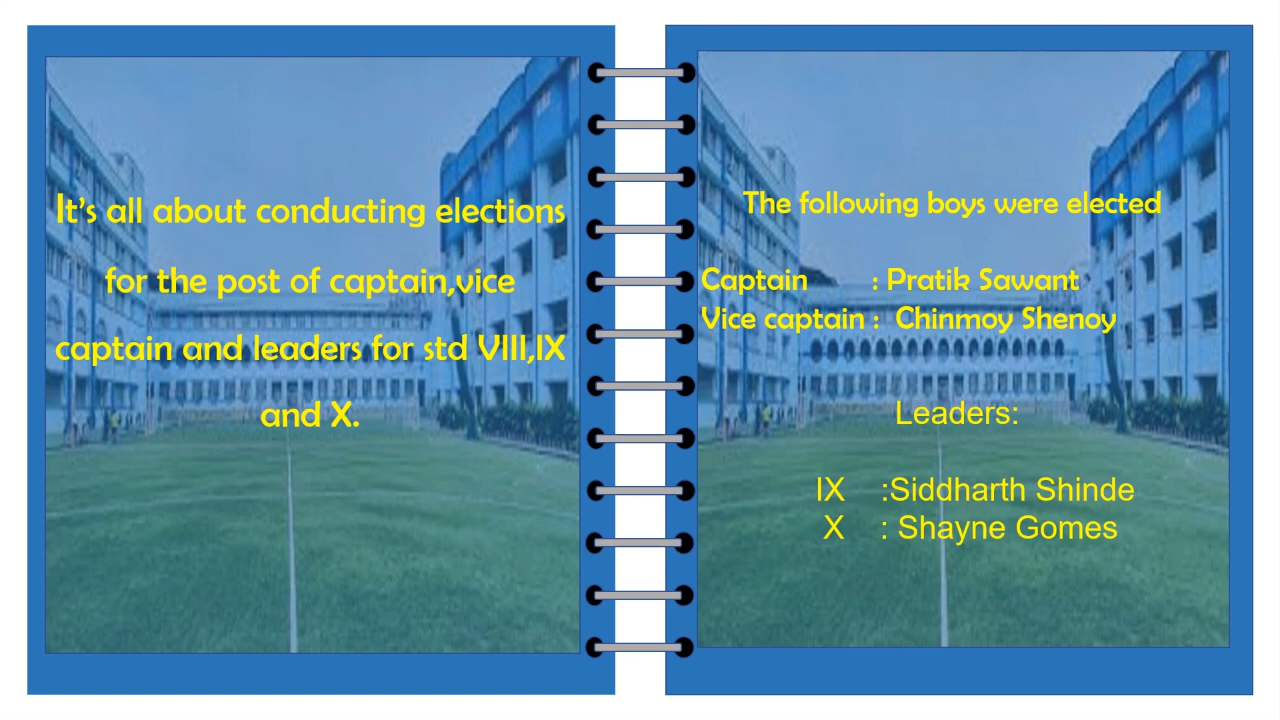 It's all about conducting elections
for the post of captain,vice
captain and leaders for std VIII,IX
and X.
The following boys were elected
Captain : Pratik Sawant
Vice captain : Chinmoy Shenoy
Leaders:
IX :Siddharth Shinde
X : Shayne Gomes